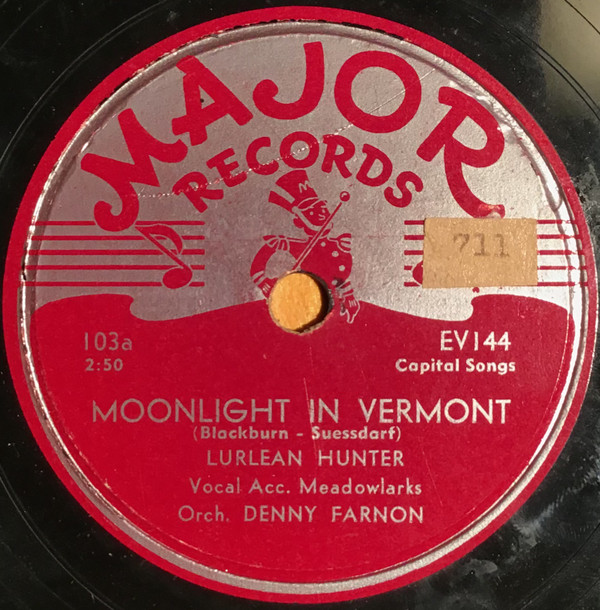 MAJOR
RECORDS
M
711
103a
EV144
2:50
Capital Songs
MOONLIGHT IN VERMONT
(Blackburn - Suessdarf)
LURLEAN HUNTER
Vocal Acc. Meadowlarks
Orch. DENNY FARNON